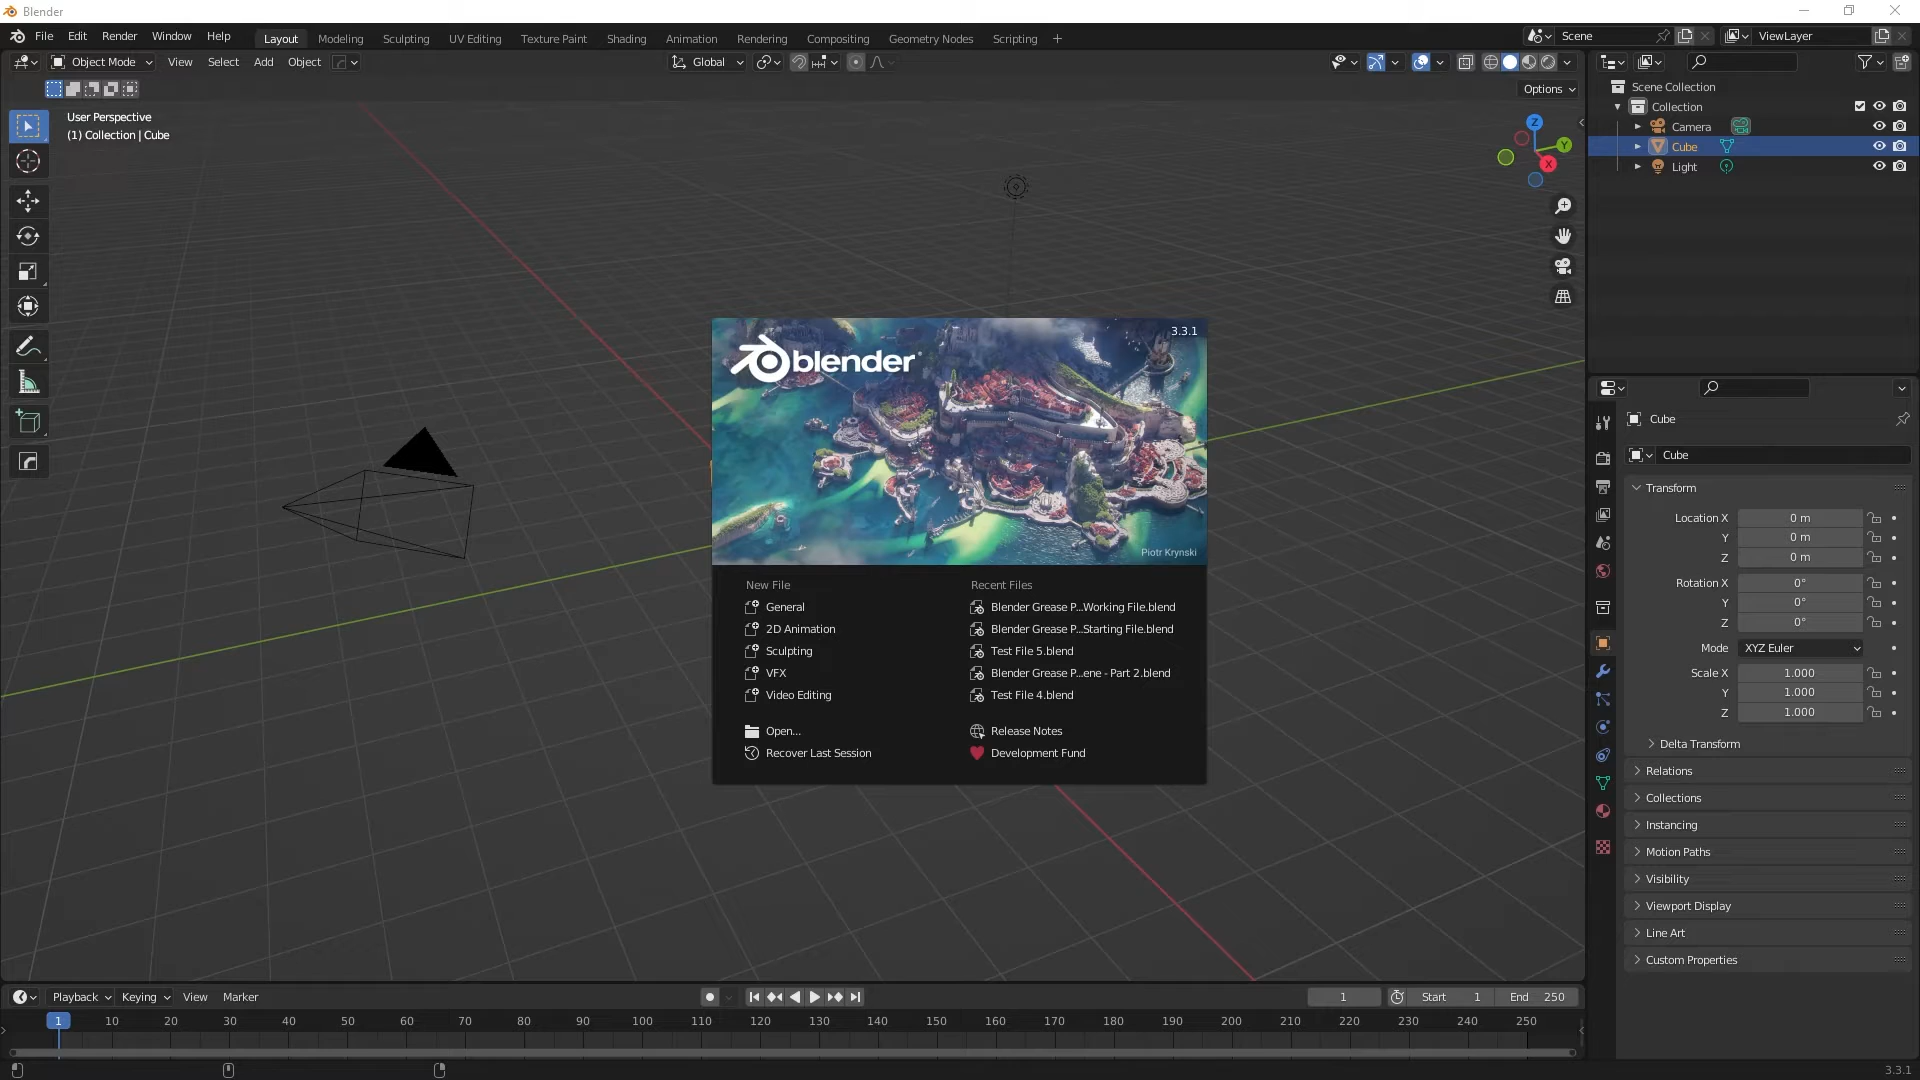 Blender
File Edit Render Window Help
Layout Modeling Sculpting UV Editing Texture Paint Shading Animation Rendering Compositing Geometry Nodes Scripting +
Scene
ViewLayer
Object Mode View Select Add Object
Global
Options
User Perspective
(1) Collection | Cube
Z
Y
X
Scene Collection
Collection
Camera
Cube
Light
3.3.1
blender
Piotr Krynski
New File
General
2D Animation
Sculpting
VFX
Video Editing
Open...
Recover Last Session
Recent Files
Blender Grease P...Working File.blend
Blender Grease P...Starting File.blend
Test File 5.blend
Blender Grease P...ene - Part 2.blend
Test File 4.blend
Release Notes
Development Fund
Cube
Cube
Transform
Location X 0 m
Y 0 m
Z 0 m
Rotation X 0°
Y 0°
Z 0°
Mode XYZ Euler
Scale X 1.000
Y 1.000
Z 1.000
Delta Transform
Relations
Collections
Instancing
Motion Paths
Visibility
Viewport Display
Line Art
Custom Properties
Playback Keying View Marker
1 Start 1 End 250
1 10 20 30 40 50 60 70 80 90 100 110 120 130 140 150 160 170 180 190 200 210 220 230 240 250
3.3.1